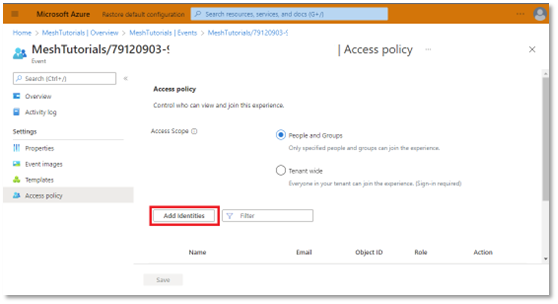 Microsoft Azure
Restore default configuration
Search resources, services, and docs (G+/)
Home > MeshTutorials | Overview > MeshTutorials | Events > MeshTutorials/79120903-9
MeshTutorials/79120903-9 | Access policy ...
Event
Search (Ctrl+/)
Overview
Activity log
Settings
Properties
Event images
Templates
Access policy
Access policy
Control who can view and join this experience.
Access Scope
People and Groups
Only specified people and groups can join the experience.
Tenant wide
Everyone in your tenant can join the experience. (Sign-in required)
Add Identities
Filter
Name Email Object ID Role Action
Save